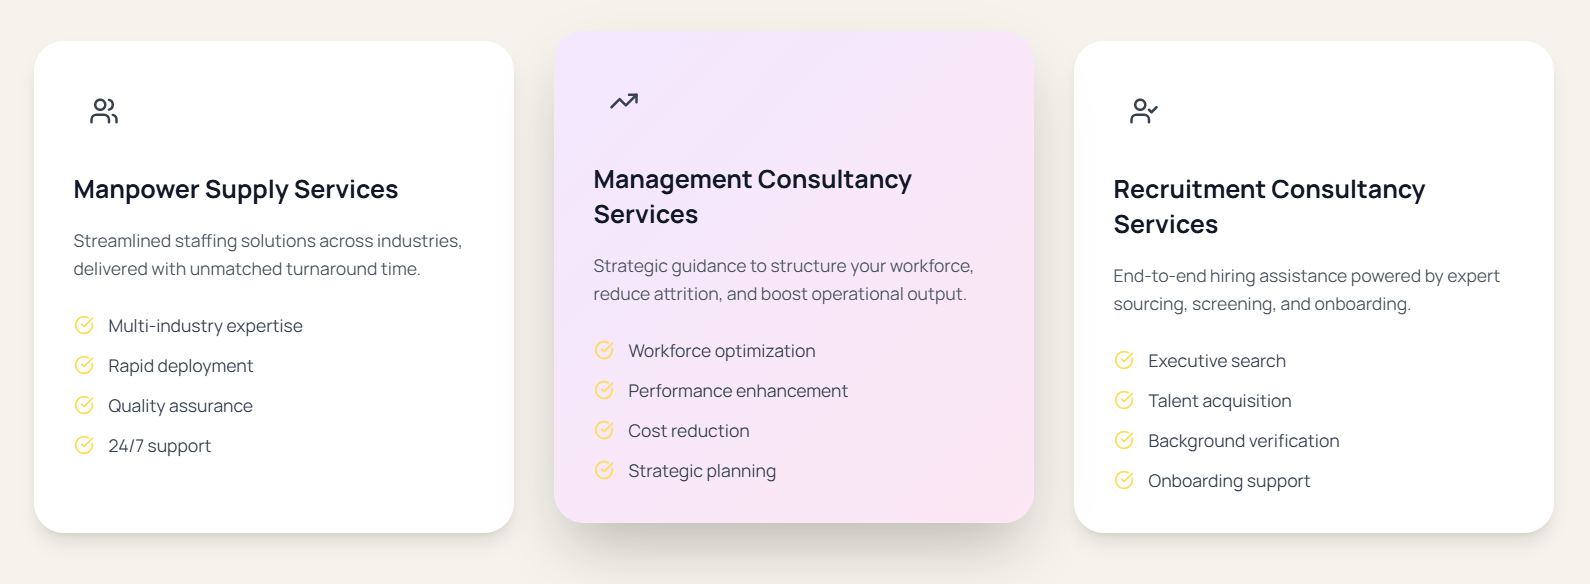 Manpower Supply Services
Streamlined staffing solutions across industries,
delivered with unmatched turnaround time.
Multi-industry expertise
Rapid deployment
Quality assurance
24/7 support
Management Consultancy
Services
Strategic guidance to structure your workforce,
reduce attrition, and boost operational output.
Workforce optimization
Performance enhancement
Cost reduction
Strategic planning
Recruitment Consultancy
Services
End-to-end hiring assistance powered by expert
sourcing, screening, and onboarding.
Executive search
Talent acquisition
Background verification
Onboarding support